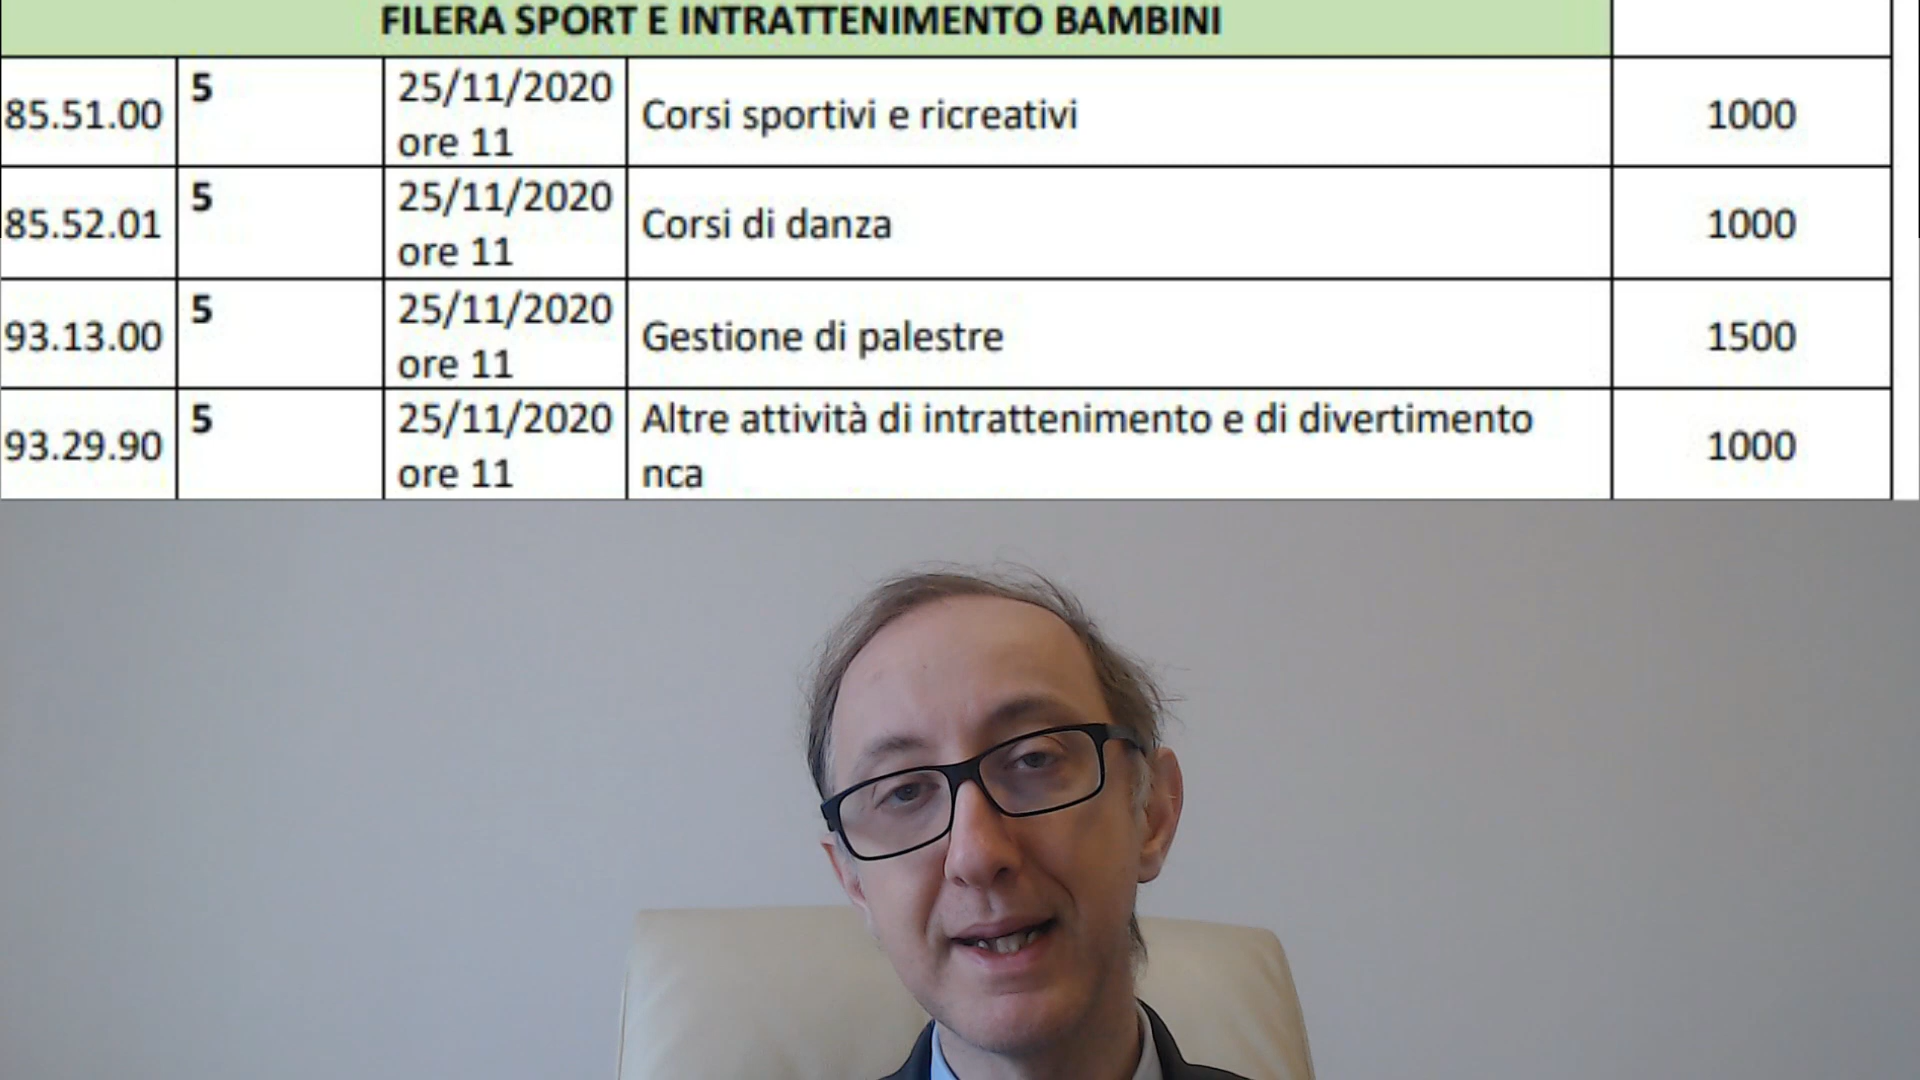 FILERA SPORT E INTRATTENIMENTO BAMBINI
85.51.00 5 25/11/2020 ore 11 Corsi sportivi e ricreativi 1000
85.52.01 5 25/11/2020 ore 11 Corsi di danza 1000
93.13.00 5 25/11/2020 ore 11 Gestione di palestre 1500
93.29.90 5 25/11/2020 ore 11 Altre attività di intrattenimento e di divertimento nca 1000